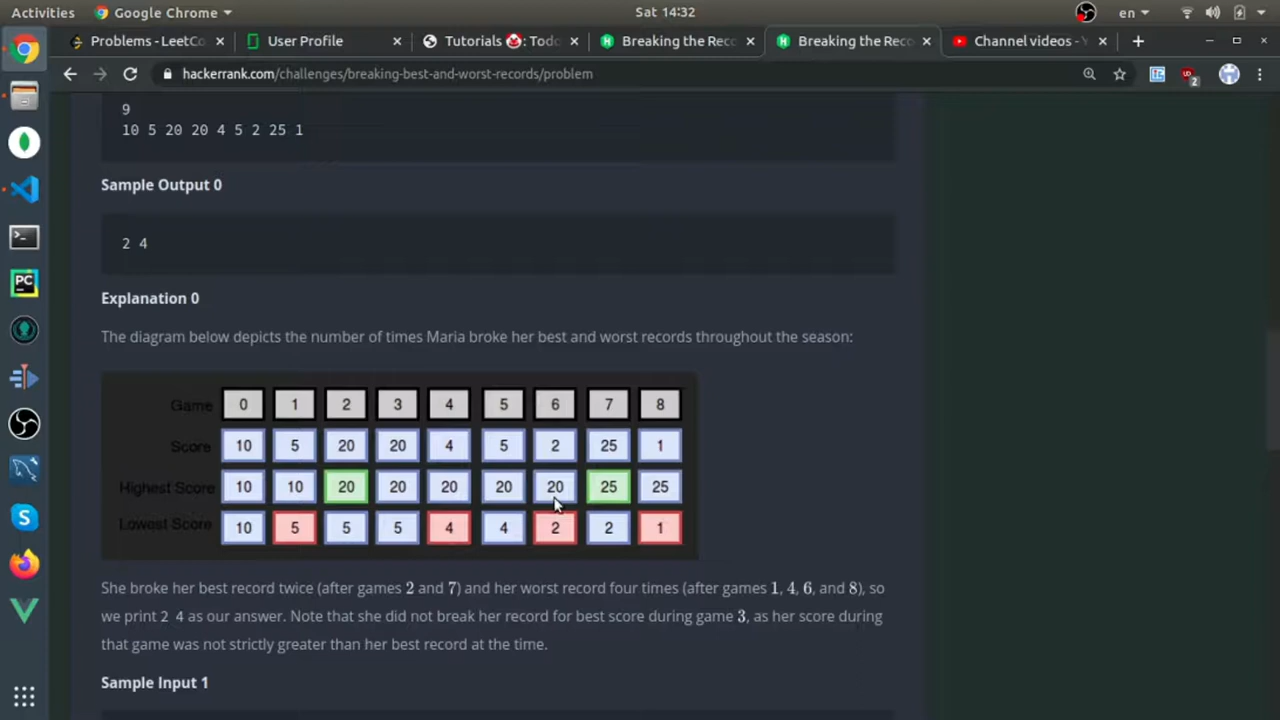 Activities
Google Chrome
Sat 14:32
en
Problems - LeetCo
User Profile
Tutorials : Todo
Breaking the Reco
Breaking the Reco
Channel videos - Y
hackerrank.com/challenges/breaking-best-and-worst-records/problem
2
9
10 5 20 20 4 5 2 25 1
Sample Output 0
2 4
Explanation 0
The diagram below depicts the number of times Maria broke her best and worst records throughout the season:
Game 0 1 2 3 4 5 6 7 8
Score 10 5 20 20 4 5 2 25 1
Highest Score 10 10 20 20 20 20 20 25 25
Lowest Score 10 5 5 5 4 4 2 2 1
She broke her best record twice (after games 2 and 7) and her worst record four times (after games 1, 4, 6, and 8), so
we print 2 4 as our answer. Note that she did not break her record for best score during game 3, as her score during
that game was not strictly greater than her best record at the time.
Sample Input 1
PC
S